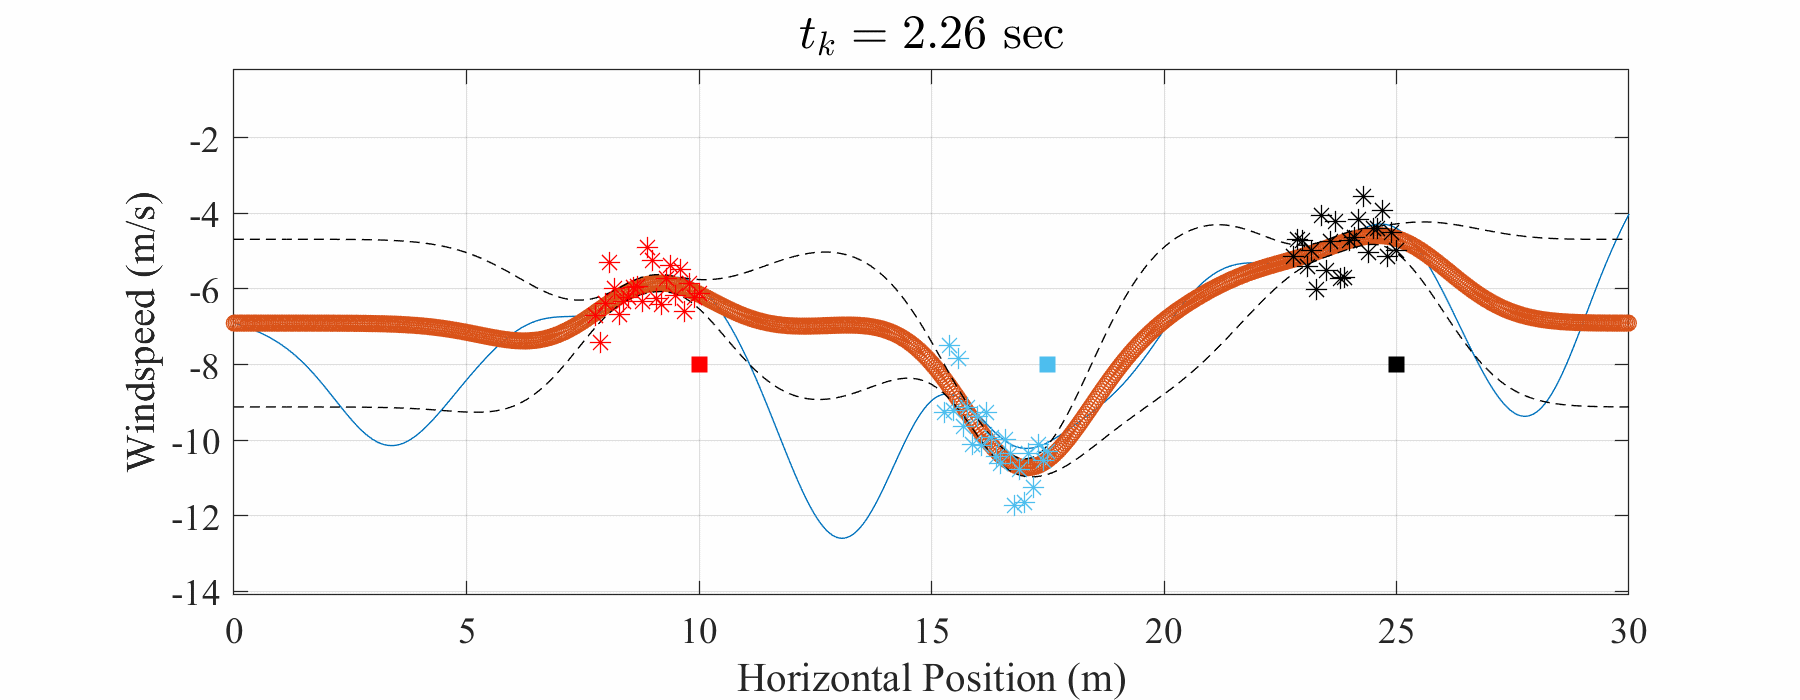 t_k = 2.26 sec
Windspeed (m/s)
-2
-4
-6
-8
-10
-12
-14
0 5 10 15 20 25 30
Horizontal Position (m)